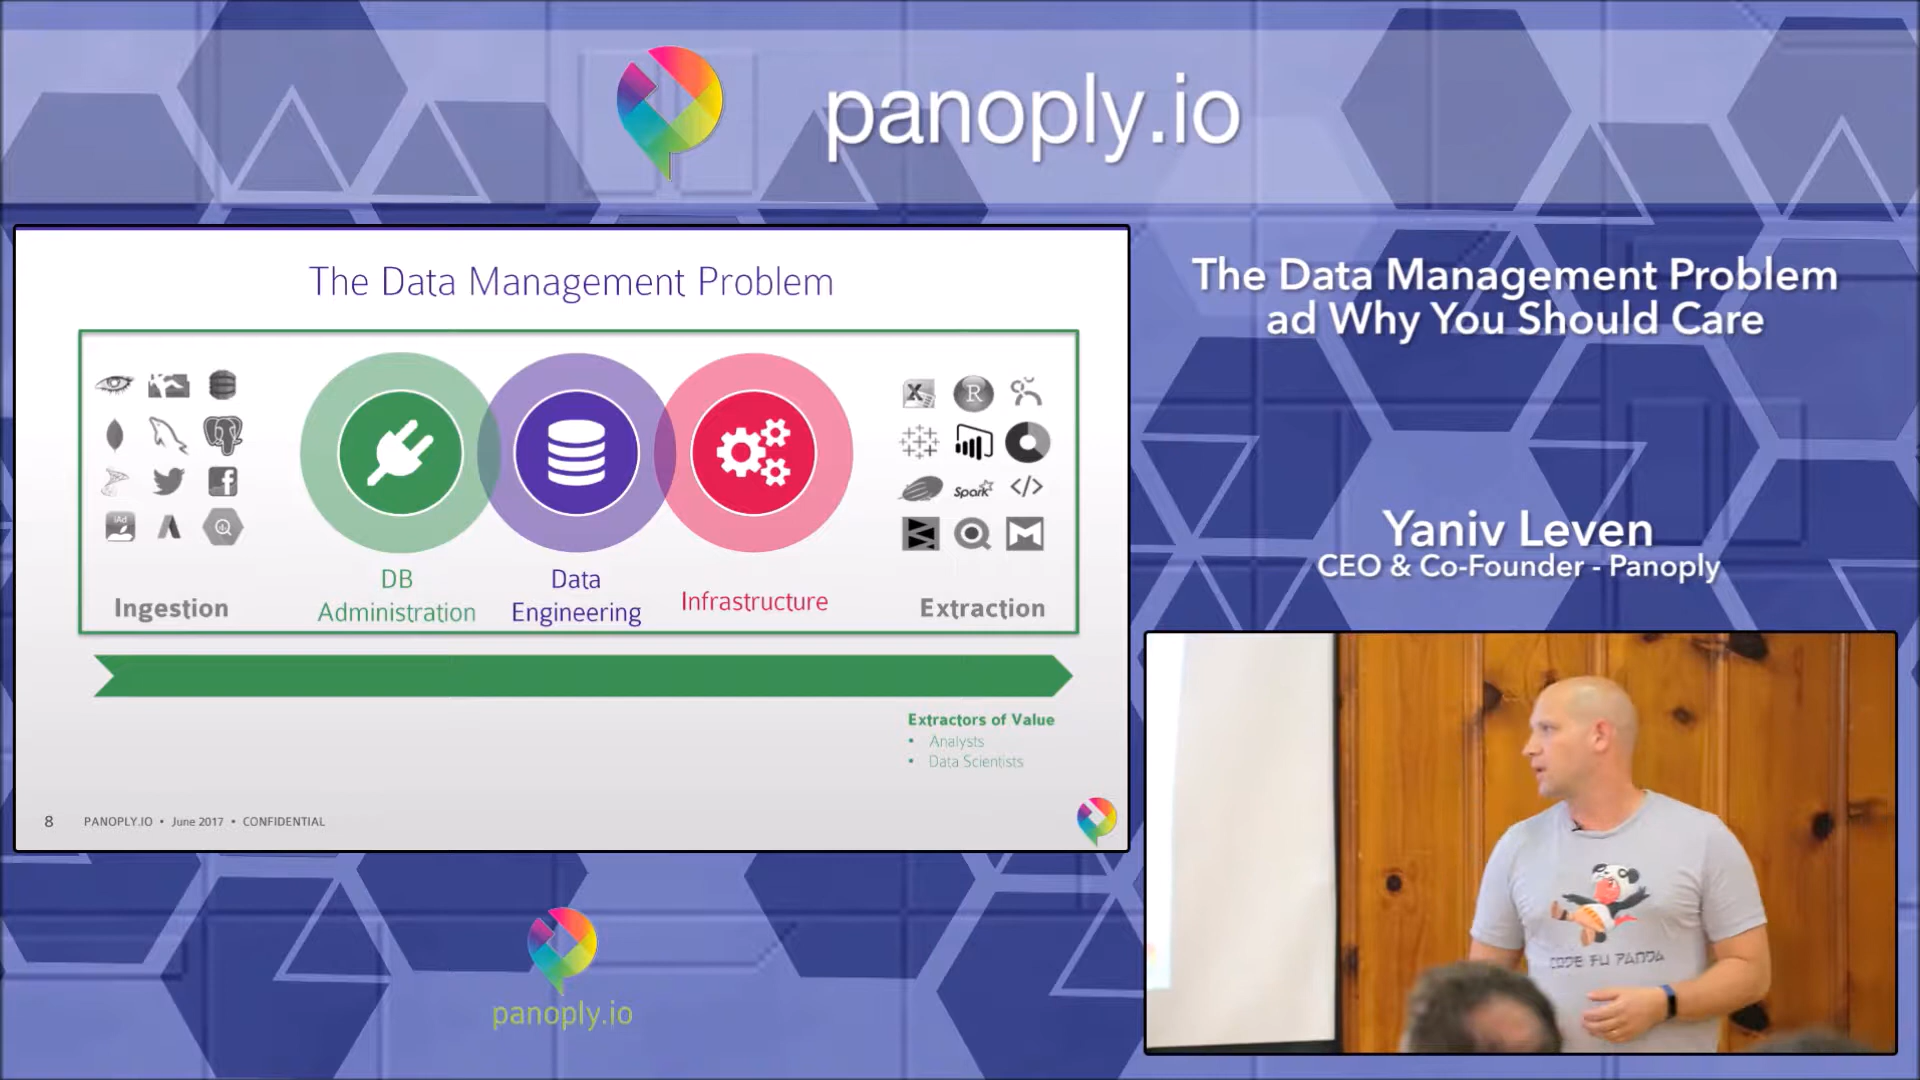 panoply.io
The Data Management Problem
ad Why You Should Care
Yaniv Leven
CEO & Co-Founder - Panoply
The Data Management Problem
iAd
X
R
Spark
</>
Ingestion
DB
Administration
Data
Engineering
Infrastructure
Extraction
Extractors of Value
• Analysts
• Data Scientists
8 PANOPLY.IO • June 2017 • CONFIDENTIAL
CODE FU PANDA
panoply.io